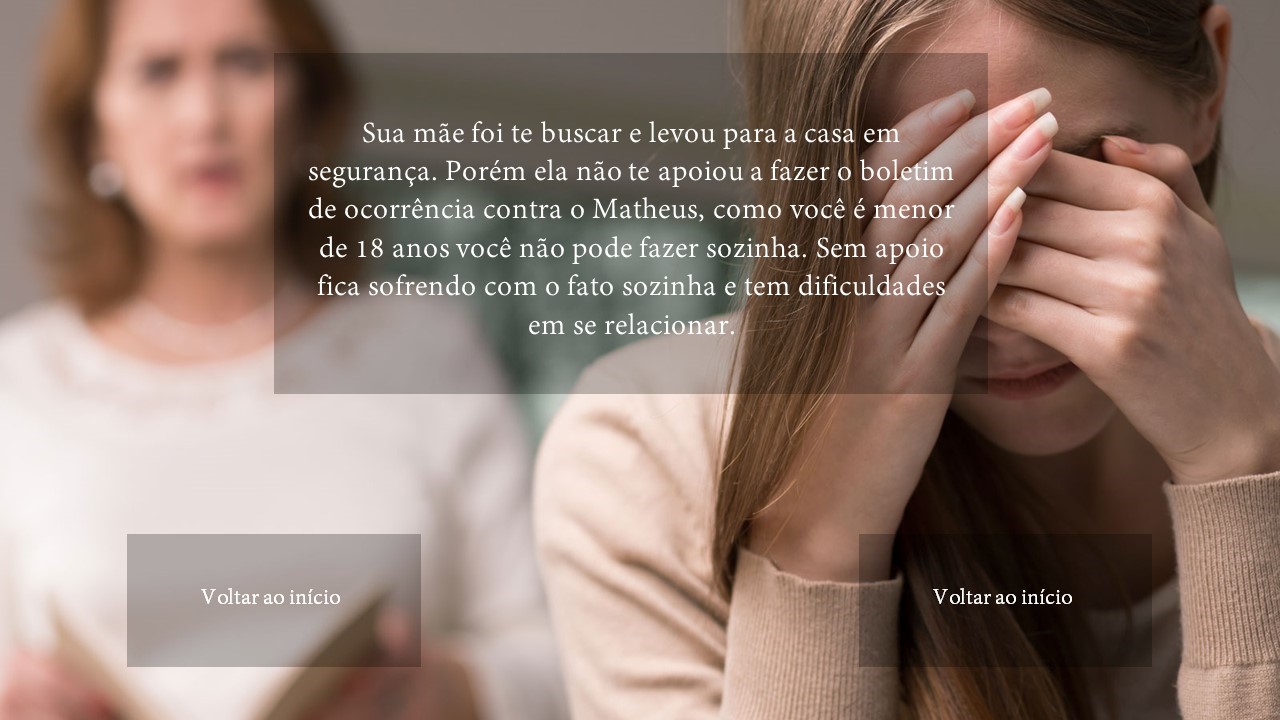 Sua mãe foi te buscar e levou para a casa em
segurança. Porém ela não te apoiou a fazer o boletim
de ocorrência contra o Matheus, como você é menor
de 18 anos você não pode fazer sozinha. Sem apoio
fica sofrendo com o fato sozinha e tem dificuldades
em se relacionar.
Voltar ao início
Voltar ao início